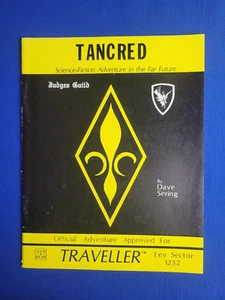 TANCRED
Science-Fiction Adventure in the Far Future
Judges Guild
By
Dave
Sering
Official Adventure Approved For
TRAVELLER™
Ley Sector
1232